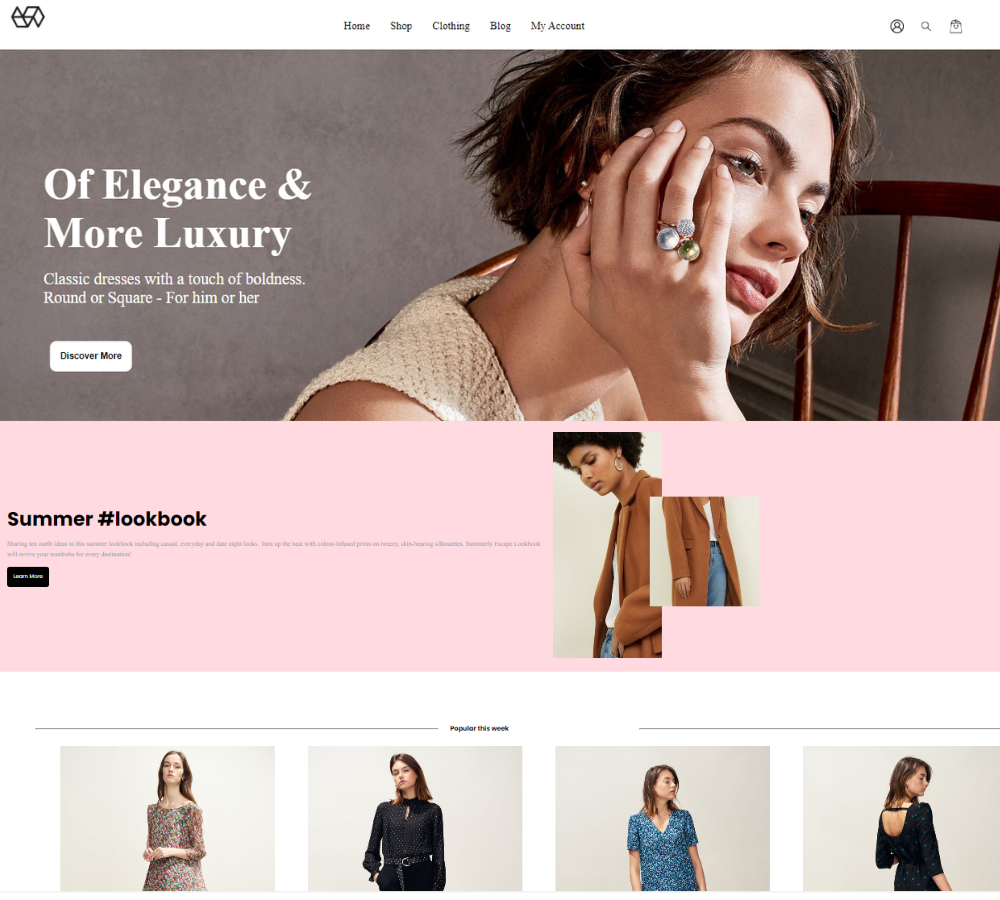 Home Shop Clothing Blog My Account
Of Elegance &
More Luxury
Classic dresses with a touch of boldness.
Round or Square - For him or her
Discover More
Summer #lookbook
Sharing ten outfit ideas in this summer lookbook including casual, everyday and date night looks. Turn up the heat with colour-infused prints on breezy, skin-baring silhouettes. Summerly Escape Lookbook
will revive your wardrobe for every destination!
Learn More
Popular this week